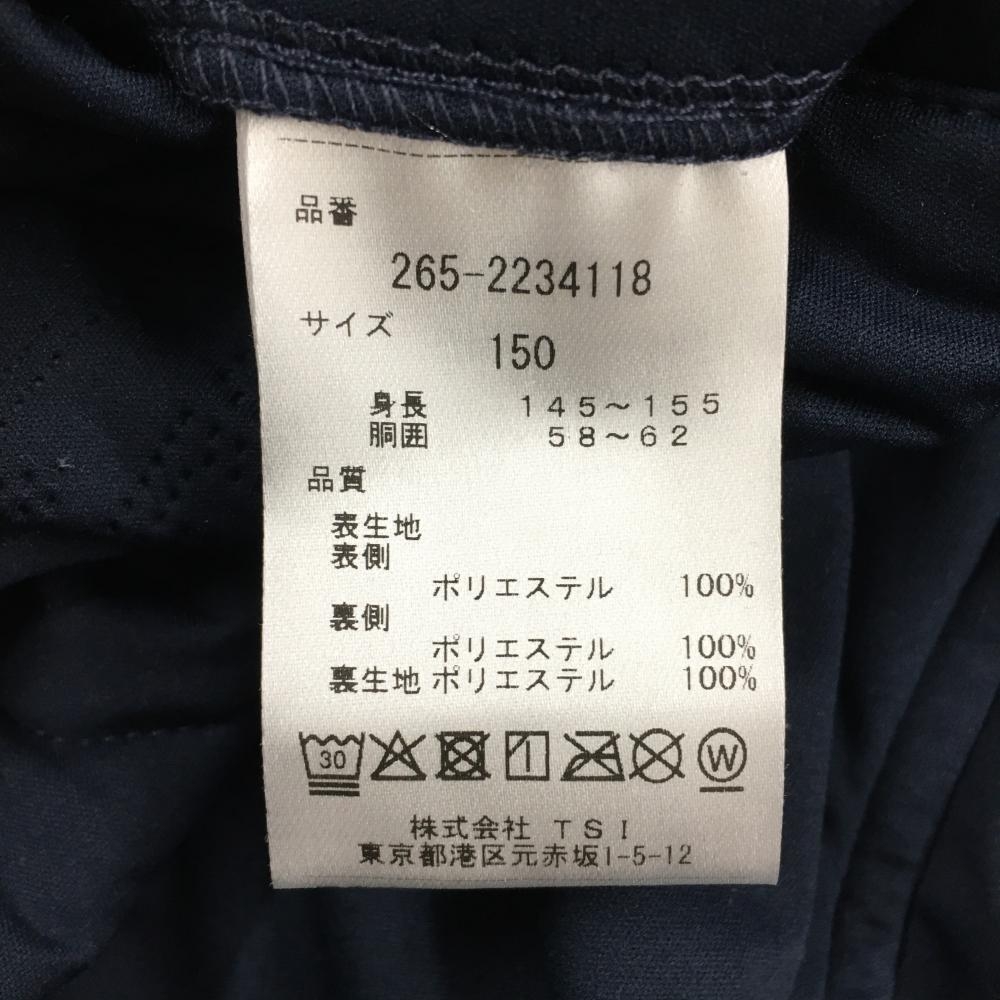 品番
265-2234118
サイズ
150
身長 145～155
胴囲 58～62
品質
表生地
表側
ポリエステル 100%
裏側
ポリエステル 100%
裏生地 ポリエステル 100%
30 W
株式会社 TSI
東京都港区元赤坂1-5-12